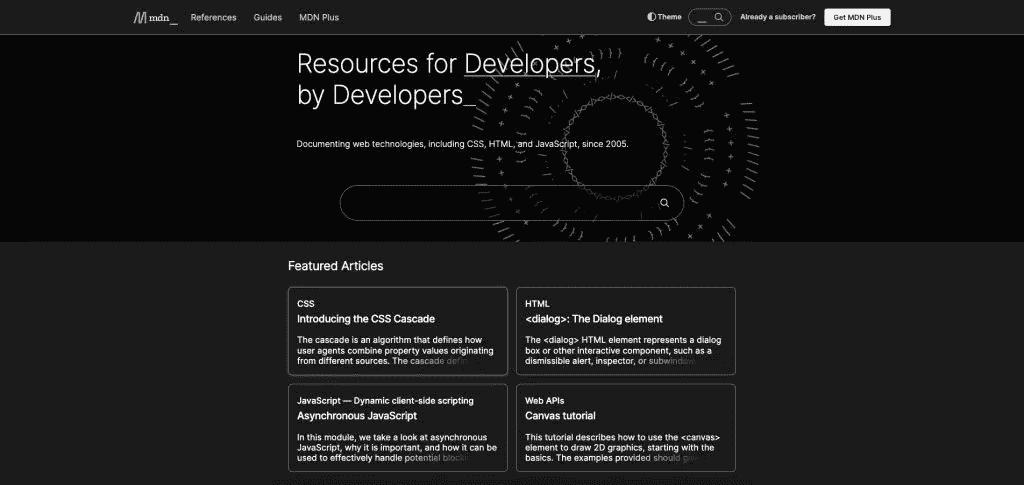 mdn_
References
Guides
MDN Plus
Theme
Already a subscriber?
Get MDN Plus
Resources for Developers,
by Developers_
Documenting web technologies, including CSS, HTML, and JavaScript, since 2005.
Featured Articles
CSS
Introducing the CSS Cascade
The cascade is an algorithm that defines how
user agents combine property values originating
from different sources. The cascade
HTML
<dialog>: The Dialog element
The <dialog> HTML element represents a dialog
box or other interactive component, such as a
dismissible alert, inspector, or subwindow.
JavaScript — Dynamic client-side scripting
Asynchronous JavaScript
In this module, we take a look at asynchronous
JavaScript, why it is important, and how it can be
used to effectively handle potential
Web APIs
Canvas tutorial
This tutorial describes how to use the <canvas>
element to draw 2D graphics, starting with the
basics. The examples provided should